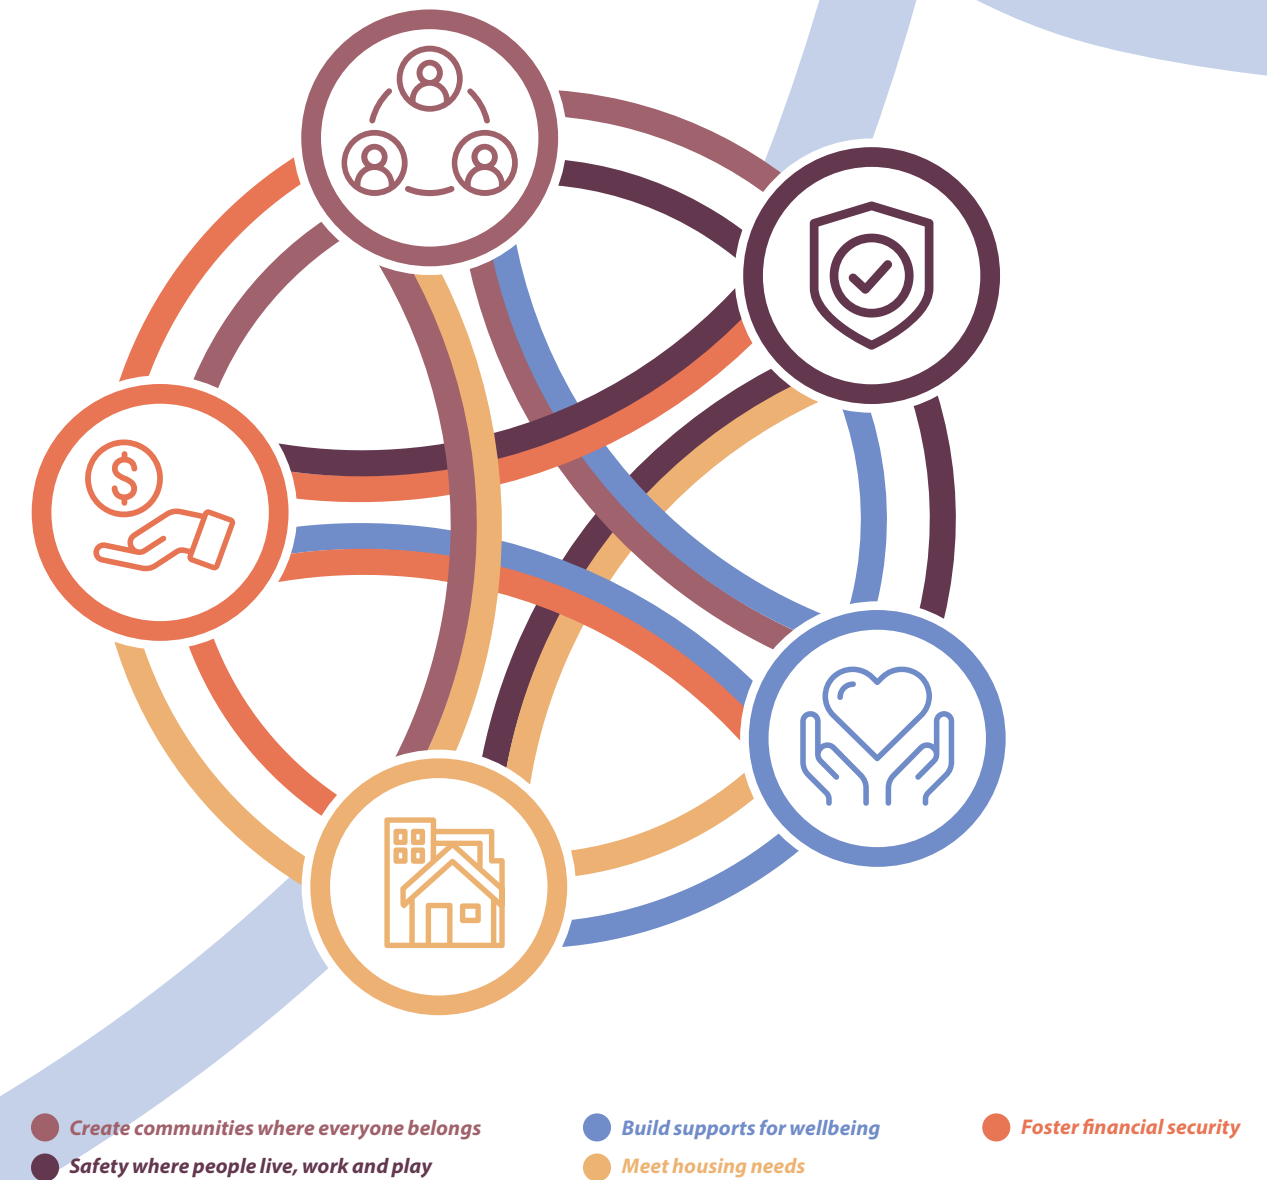 $
Create communities where everyone belongs
Build supports for wellbeing
Foster financial security
Safety where people live, work and play
Meet housing needs